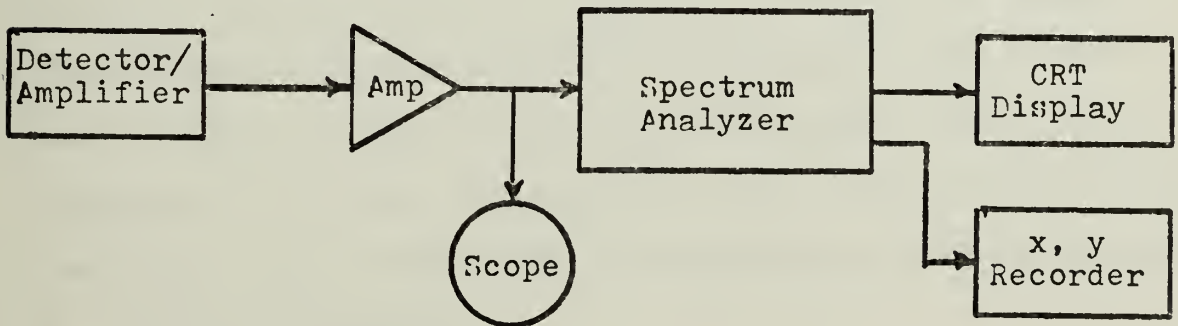 Detector/
Amplifier
Amp
Spectrum
Analyzer
CRT
Display
Scope
x, y
Recorder